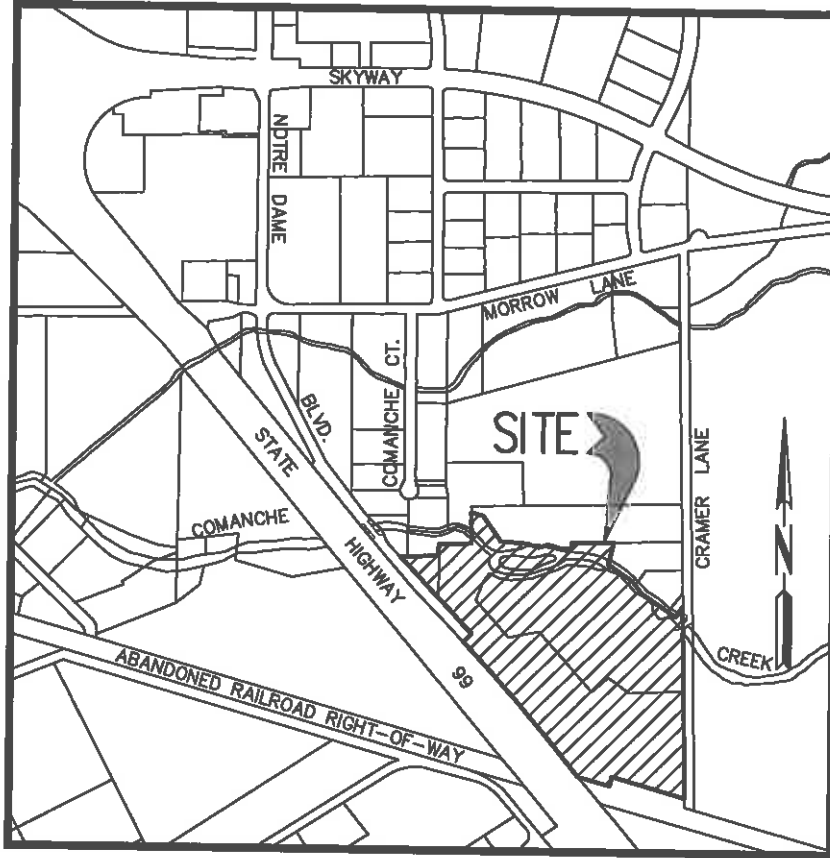 SKYWAY
NOTRE DAME
MORROW LANE
COMANCHE CT.
BLVD.
SITE
STATE HIGHWAY 99
CRAMER LANE
COMANCHE
N
CREEK
ABANDONED RAILROAD RIGHT-OF-WAY